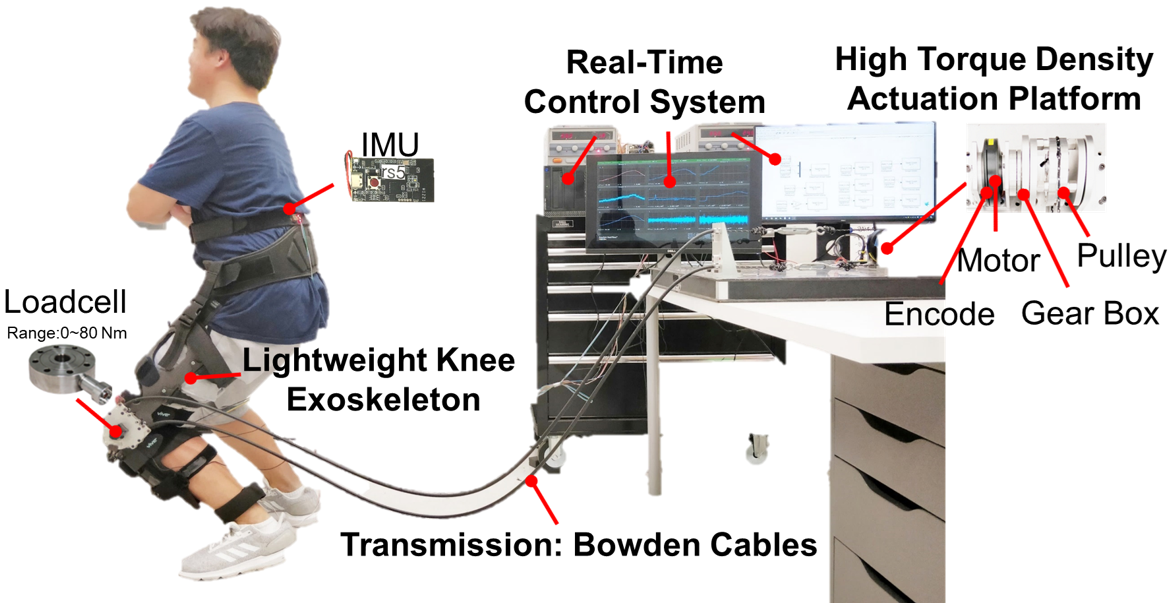 Real-Time
Control System
High Torque Density
Actuation Platform
IMU
rs5
Motor
Pulley
Encode
Gear Box
Loadcell
Range:0~80 Nm
Lightweight Knee
Exoskeleton
Transmission: Bowden Cables